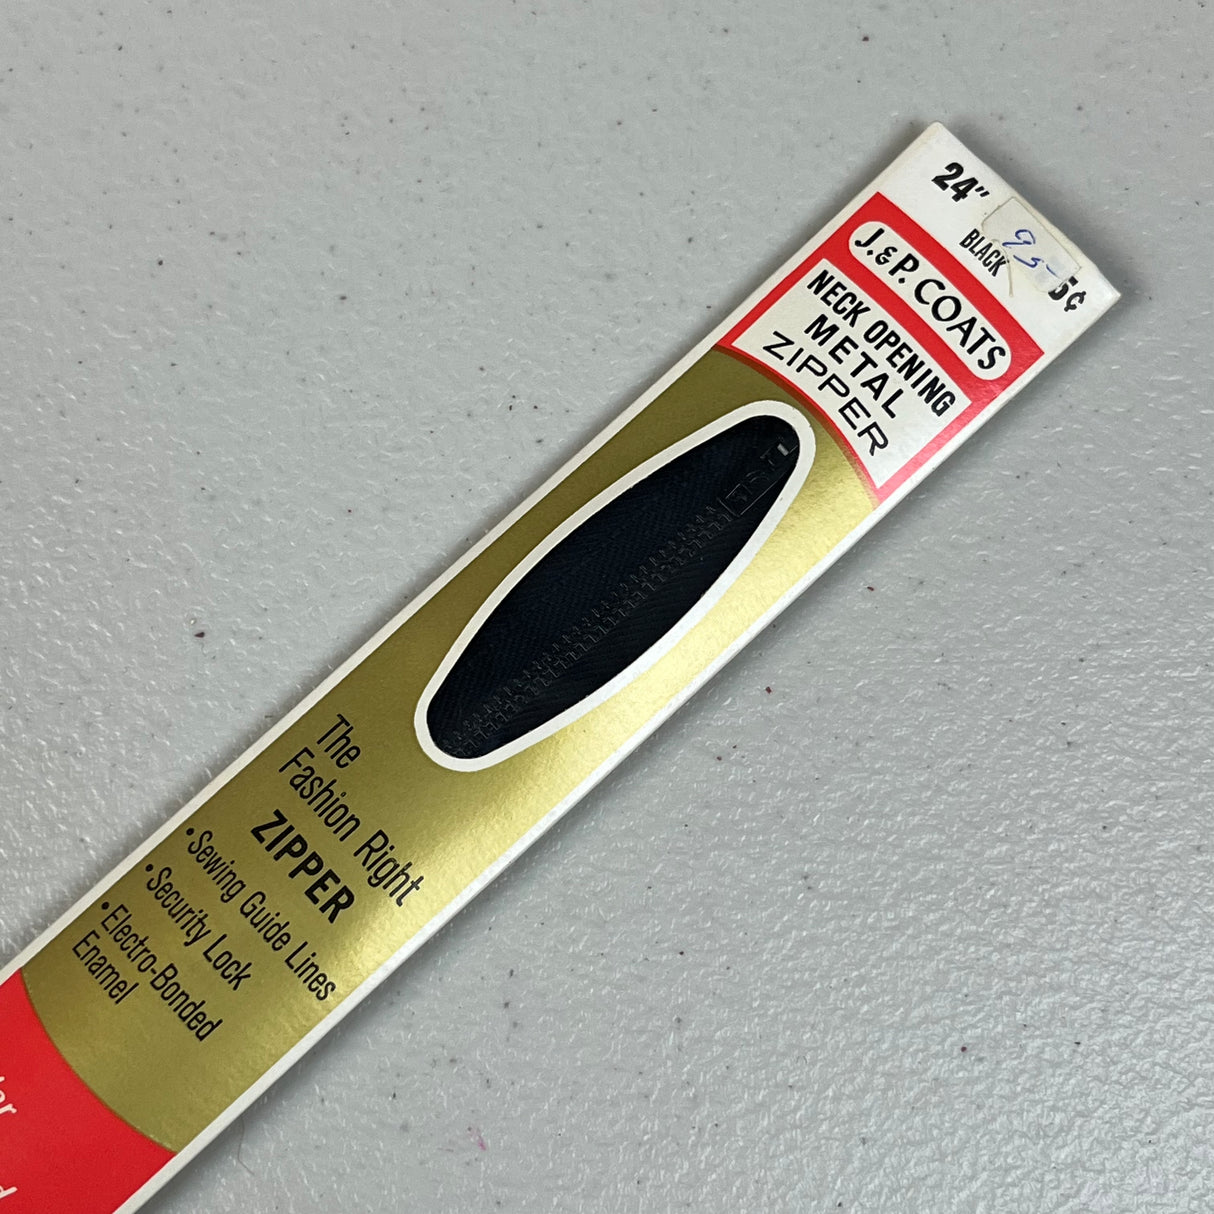 24"
BLACK
95-
5¢
J.&P. COATS
NECK OPENING
METAL
ZIPPER
The
Fashion Right
ZIPPER
•Sewing Guide Lines
•Security Lock
•Electro-Bonded
Enamel